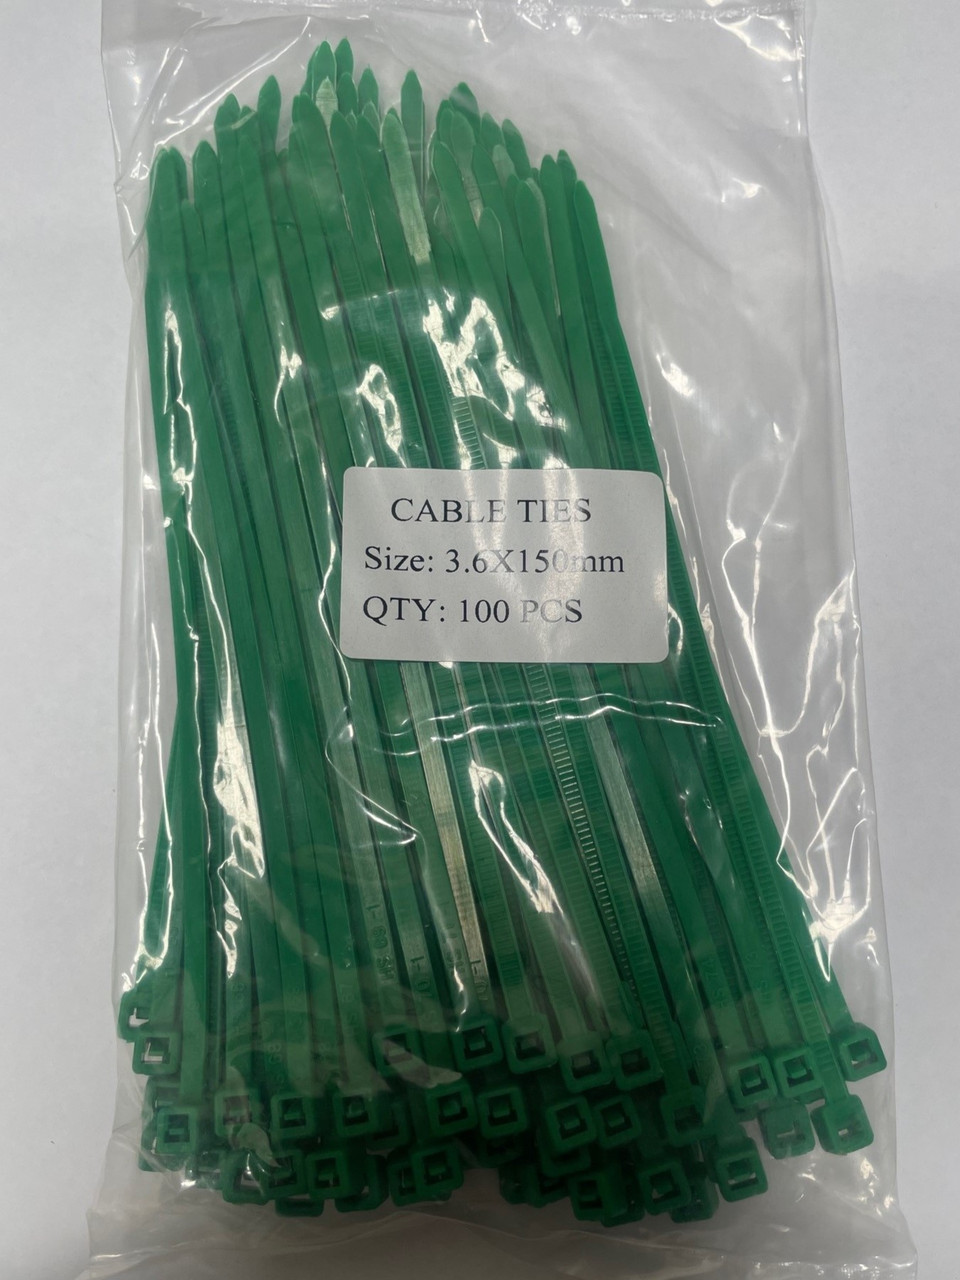 CABLE TIES
Size: 3.6X150mm
QTY: 100 PCS